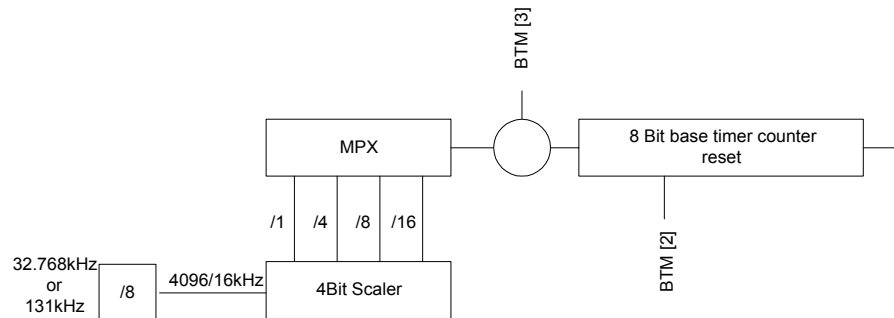 BTM [3]
MPX
8 Bit base timer counter
reset
/1
/4
/8
/16
BTM [2]
32.768kHz
or
131kHz
/8
4096/16kHz
4Bit Scaler